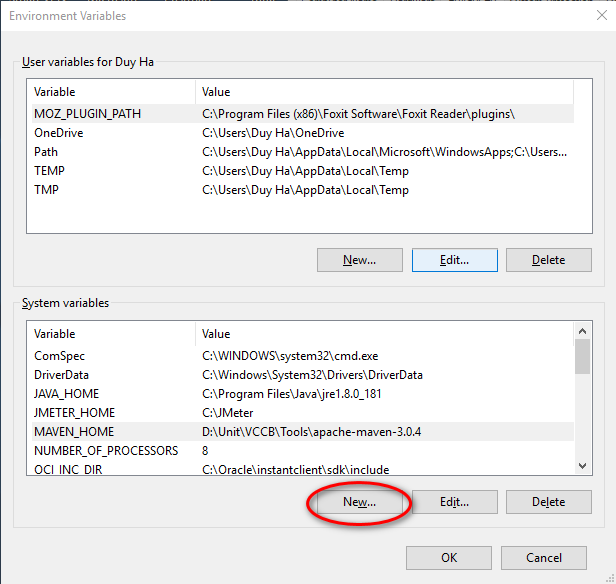 Environment Variables
User variables for Duy Ha
Variable Value
MOZ_PLUGIN_PATH C:\Program Files (x86)\Foxit Software\Foxit Reader\plugins\
OneDrive C:\Users\Duy Ha\OneDrive
Path C:\Users\Duy Ha\AppData\Local\Microsoft\WindowsApps;C:\Users...
TEMP C:\Users\Duy Ha\AppData\Local\Temp
TMP C:\Users\Duy Ha\AppData\Local\Temp
New... Edit... Delete
System variables
Variable Value
ComSpec C:\WINDOWS\system32\cmd.exe
DriverData C:\Windows\System32\Drivers\DriverData
JAVA_HOME C:\Program Files\Java\jre1.8.0_181
JMETER_HOME C:\JMeter
MAVEN_HOME D:\Unit\VCCB\Tools\apache-maven-3.0.4
NUMBER_OF_PROCESSORS 8
OCI_INC_DIR C:\Oracle\instantclient\sdk\include
New... Edit... Delete
OK Cancel